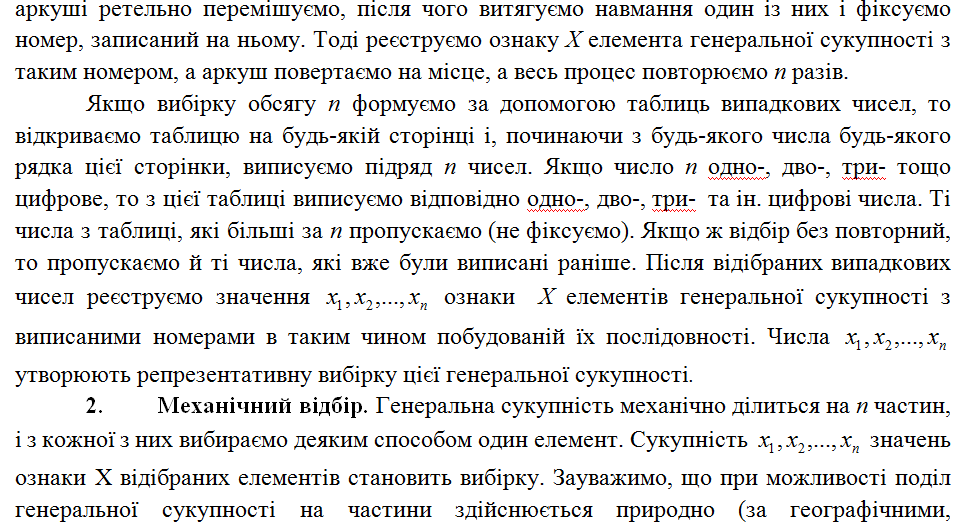 аркуші ретельно перемішуємо, після чого витягуємо навмання один із них і фіксуємо
номер, записаний на ньому. Тоді реєструємо ознаку X елемента генеральної сукупності з
таким номером, а аркуш повертаємо на місце, а весь процес повторюємо n разів.
Якщо вибірку обсягу n формуємо за допомогою таблиць випадкових чисел, то
відкриваємо таблицю на будь-якій сторінці і, починаючи з будь-якого числа будь-якого
рядка цієї сторінки, виписуємо підряд n чисел. Якщо число n одно-, дво-, три- тощо
цифрове, то з цієї таблиці виписуємо відповідно одно-, дво-, три- та ін. цифрові числа. Ті
числа з таблиці, які більші за n пропускаємо (не фіксуємо). Якщо ж відбір без повторний,
то пропускаємо й ті числа, які вже були виписані раніше. Після відібраних випадкових
чисел реєструємо значення x₁, x₂,..., xₙ ознаки X елементів генеральної сукупності з
виписаними номерами в таким чином побудованій їх послідовності. Числа x₁, x₂,..., xₙ
утворюють репрезентативну вибірку цієї генеральної сукупності.
2. Механічний відбір. Генеральна сукупність механічно ділиться на n частин,
і з кожної з них вибираємо деяким способом один елемент. Сукупність x₁, x₂,..., xₙ значень
ознаки X відібраних елементів становить вибірку. Зауважимо, що при можливості поділ
генеральної сукупності на частини здійснюється природно (за географічними,